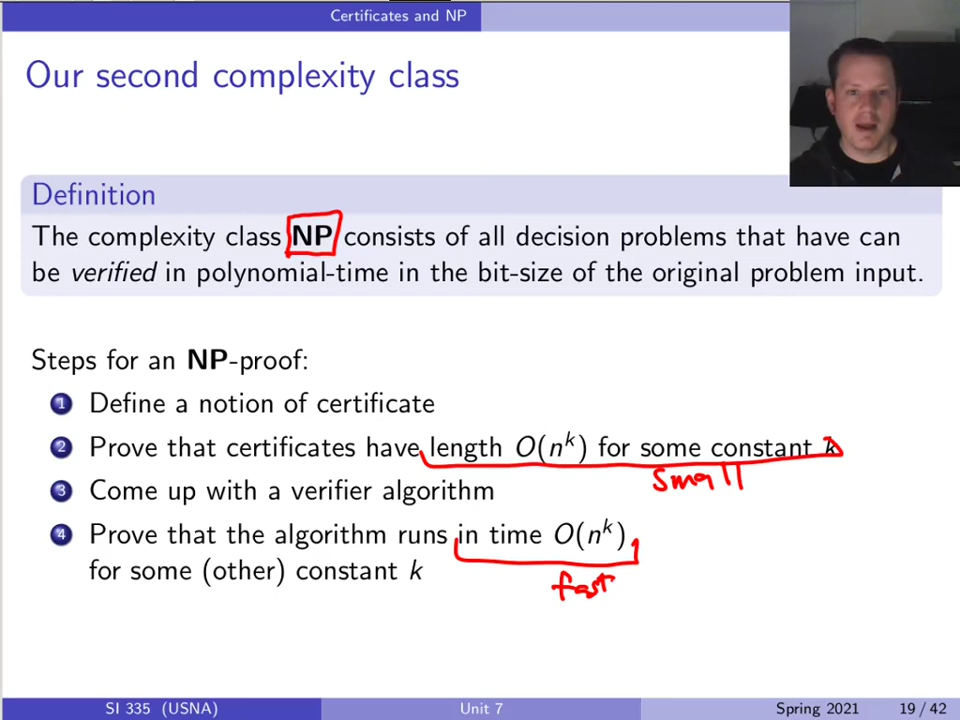 Certificates and NP
Our second complexity class
Definition
The complexity class NP consists of all decision problems that have can
be verified in polynomial-time in the bit-size of the original problem input.
Steps for an NP-proof:
1 Define a notion of certificate
2 Prove that certificates have length O(n^k) for some constant k
small
3 Come up with a verifier algorithm
4 Prove that the algorithm runs in time O(n^k)
for some (other) constant k
fast
SI 335 (USNA) Unit 7 Spring 2021 19 / 42